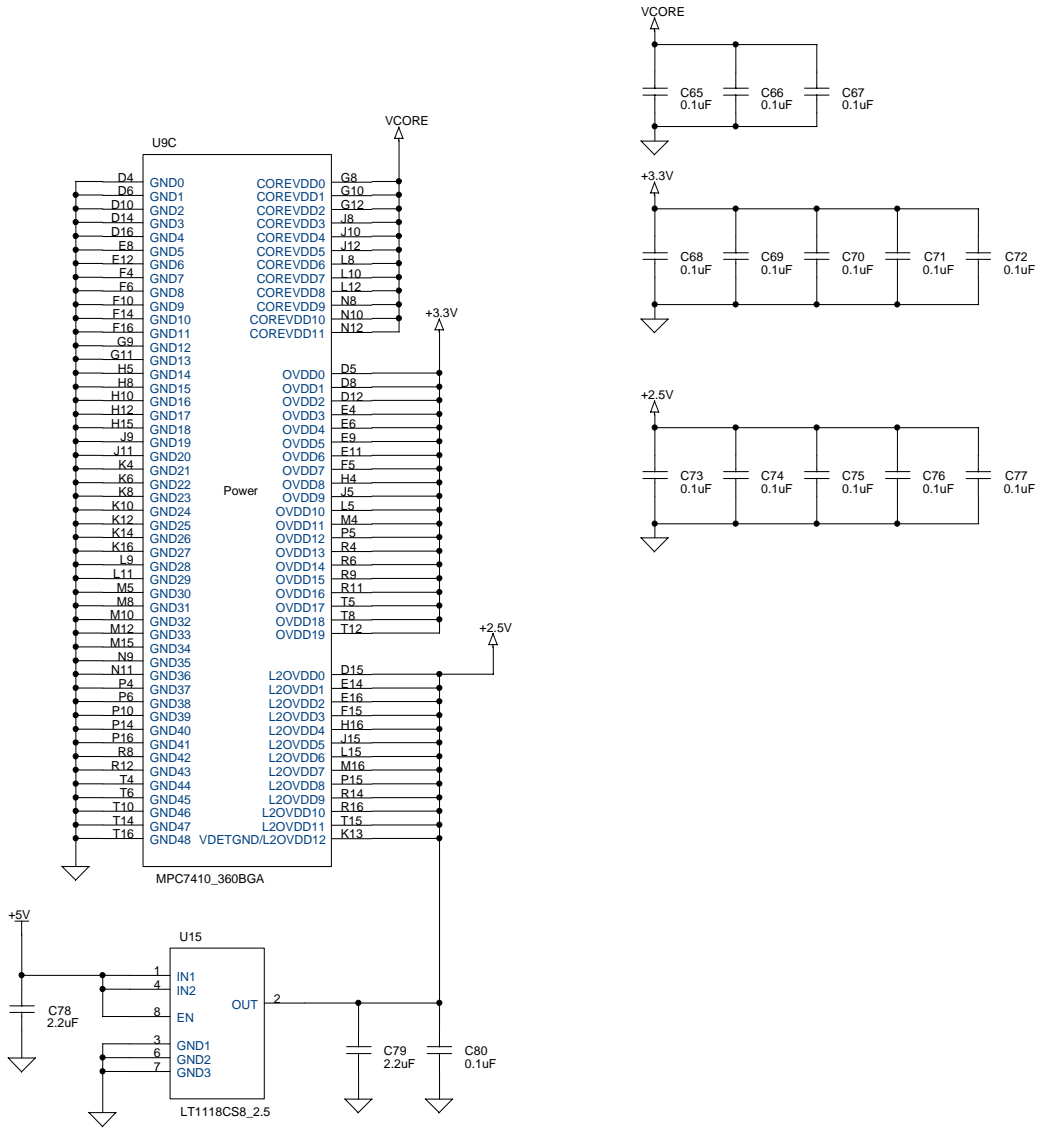 VCORE
C65
0.1uF
C66
0.1uF
C67
0.1uF
+3.3V
C68
0.1uF
C69
0.1uF
C70
0.1uF
C71
0.1uF
C72
0.1uF
+2.5V
C73
0.1uF
C74
0.1uF
C75
0.1uF
C76
0.1uF
C77
0.1uF
VCORE
+3.3V
+2.5V
U9C
D4 GND0 COREVDD0 G8
D6 GND1 COREVDD1 G10
D10 GND2 COREVDD2 G12
D14 GND3 COREVDD3 J8
D16 GND4 COREVDD4 J10
E8 GND5 COREVDD5 J12
E12 GND6 COREVDD6 L8
F4 GND7 COREVDD7 L10
F6 GND8 COREVDD8 L12
F10 GND9 COREVDD9 N8
F14 GND10 COREVDD10 N10
F16 GND11 COREVDD11 N12
G9 GND12
G11 GND13
H5 GND14 OVDD0 D5
H8 GND15 OVDD1 D8
H10 GND16 OVDD2 D12
H12 GND17 OVDD3 E4
H15 GND18 OVDD4 E6
J9 GND19 OVDD5 E9
J11 GND20 OVDD6 E11
K4 GND21 OVDD7 F5
K6 GND22 OVDD8 H4
K8 GND23 Power OVDD9 J5
K10 GND24 OVDD10 L5
K12 GND25 OVDD11 M4
K14 GND26 OVDD12 P5
K16 GND27 OVDD13 R4
L9 GND28 OVDD14 R6
L11 GND29 OVDD15 R9
M5 GND30 OVDD16 R11
M8 GND31 OVDD17 T5
M10 GND32 OVDD18 T8
M12 GND33 OVDD19 T12
M15 GND34
N9 GND35
N11 GND36 L2OVDD0 D15
P4 GND37 L2OVDD1 E14
P6 GND38 L2OVDD2 E16
P10 GND39 L2OVDD3 F15
P14 GND40 L2OVDD4 H16
P16 GND41 L2OVDD5 J15
R8 GND42 L2OVDD6 L15
R12 GND43 L2OVDD7 M16
T4 GND44 L2OVDD8 P15
T6 GND45 L2OVDD9 R14
T10 GND46 L2OVDD10 R16
T14 GND47 L2OVDD11 T15
T16 GND48 VDETGND/L2OVDD12 K13
MPC7410_360BGA
+5V
C78
2.2uF
U15
1 IN1
4 IN2
OUT 2
8 EN
3 GND1
6 GND2
7 GND3
LT1118CS8_2.5
C79
2.2uF
C80
0.1uF